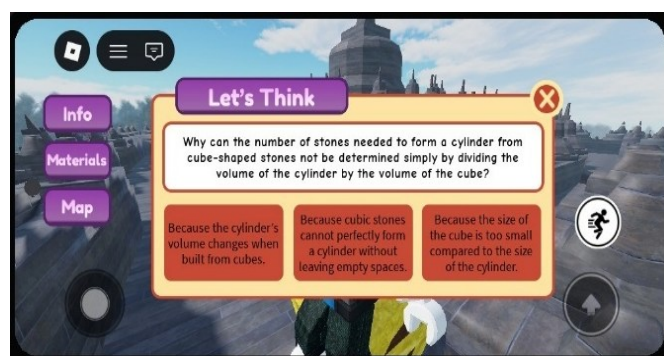 Let's Think
Info
Materials
Map
Why can the number of stones needed to form a cylinder from
cube-shaped stones not be determined simply by dividing the
volume of the cylinder by the volume of the cube?
Because the cylinder's
volume changes when
built from cubes.
Because cubic stones
cannot perfectly form
a cylinder without
leaving empty spaces.
Because the size of
the cube is too small
compared to the size
of the cylinder.